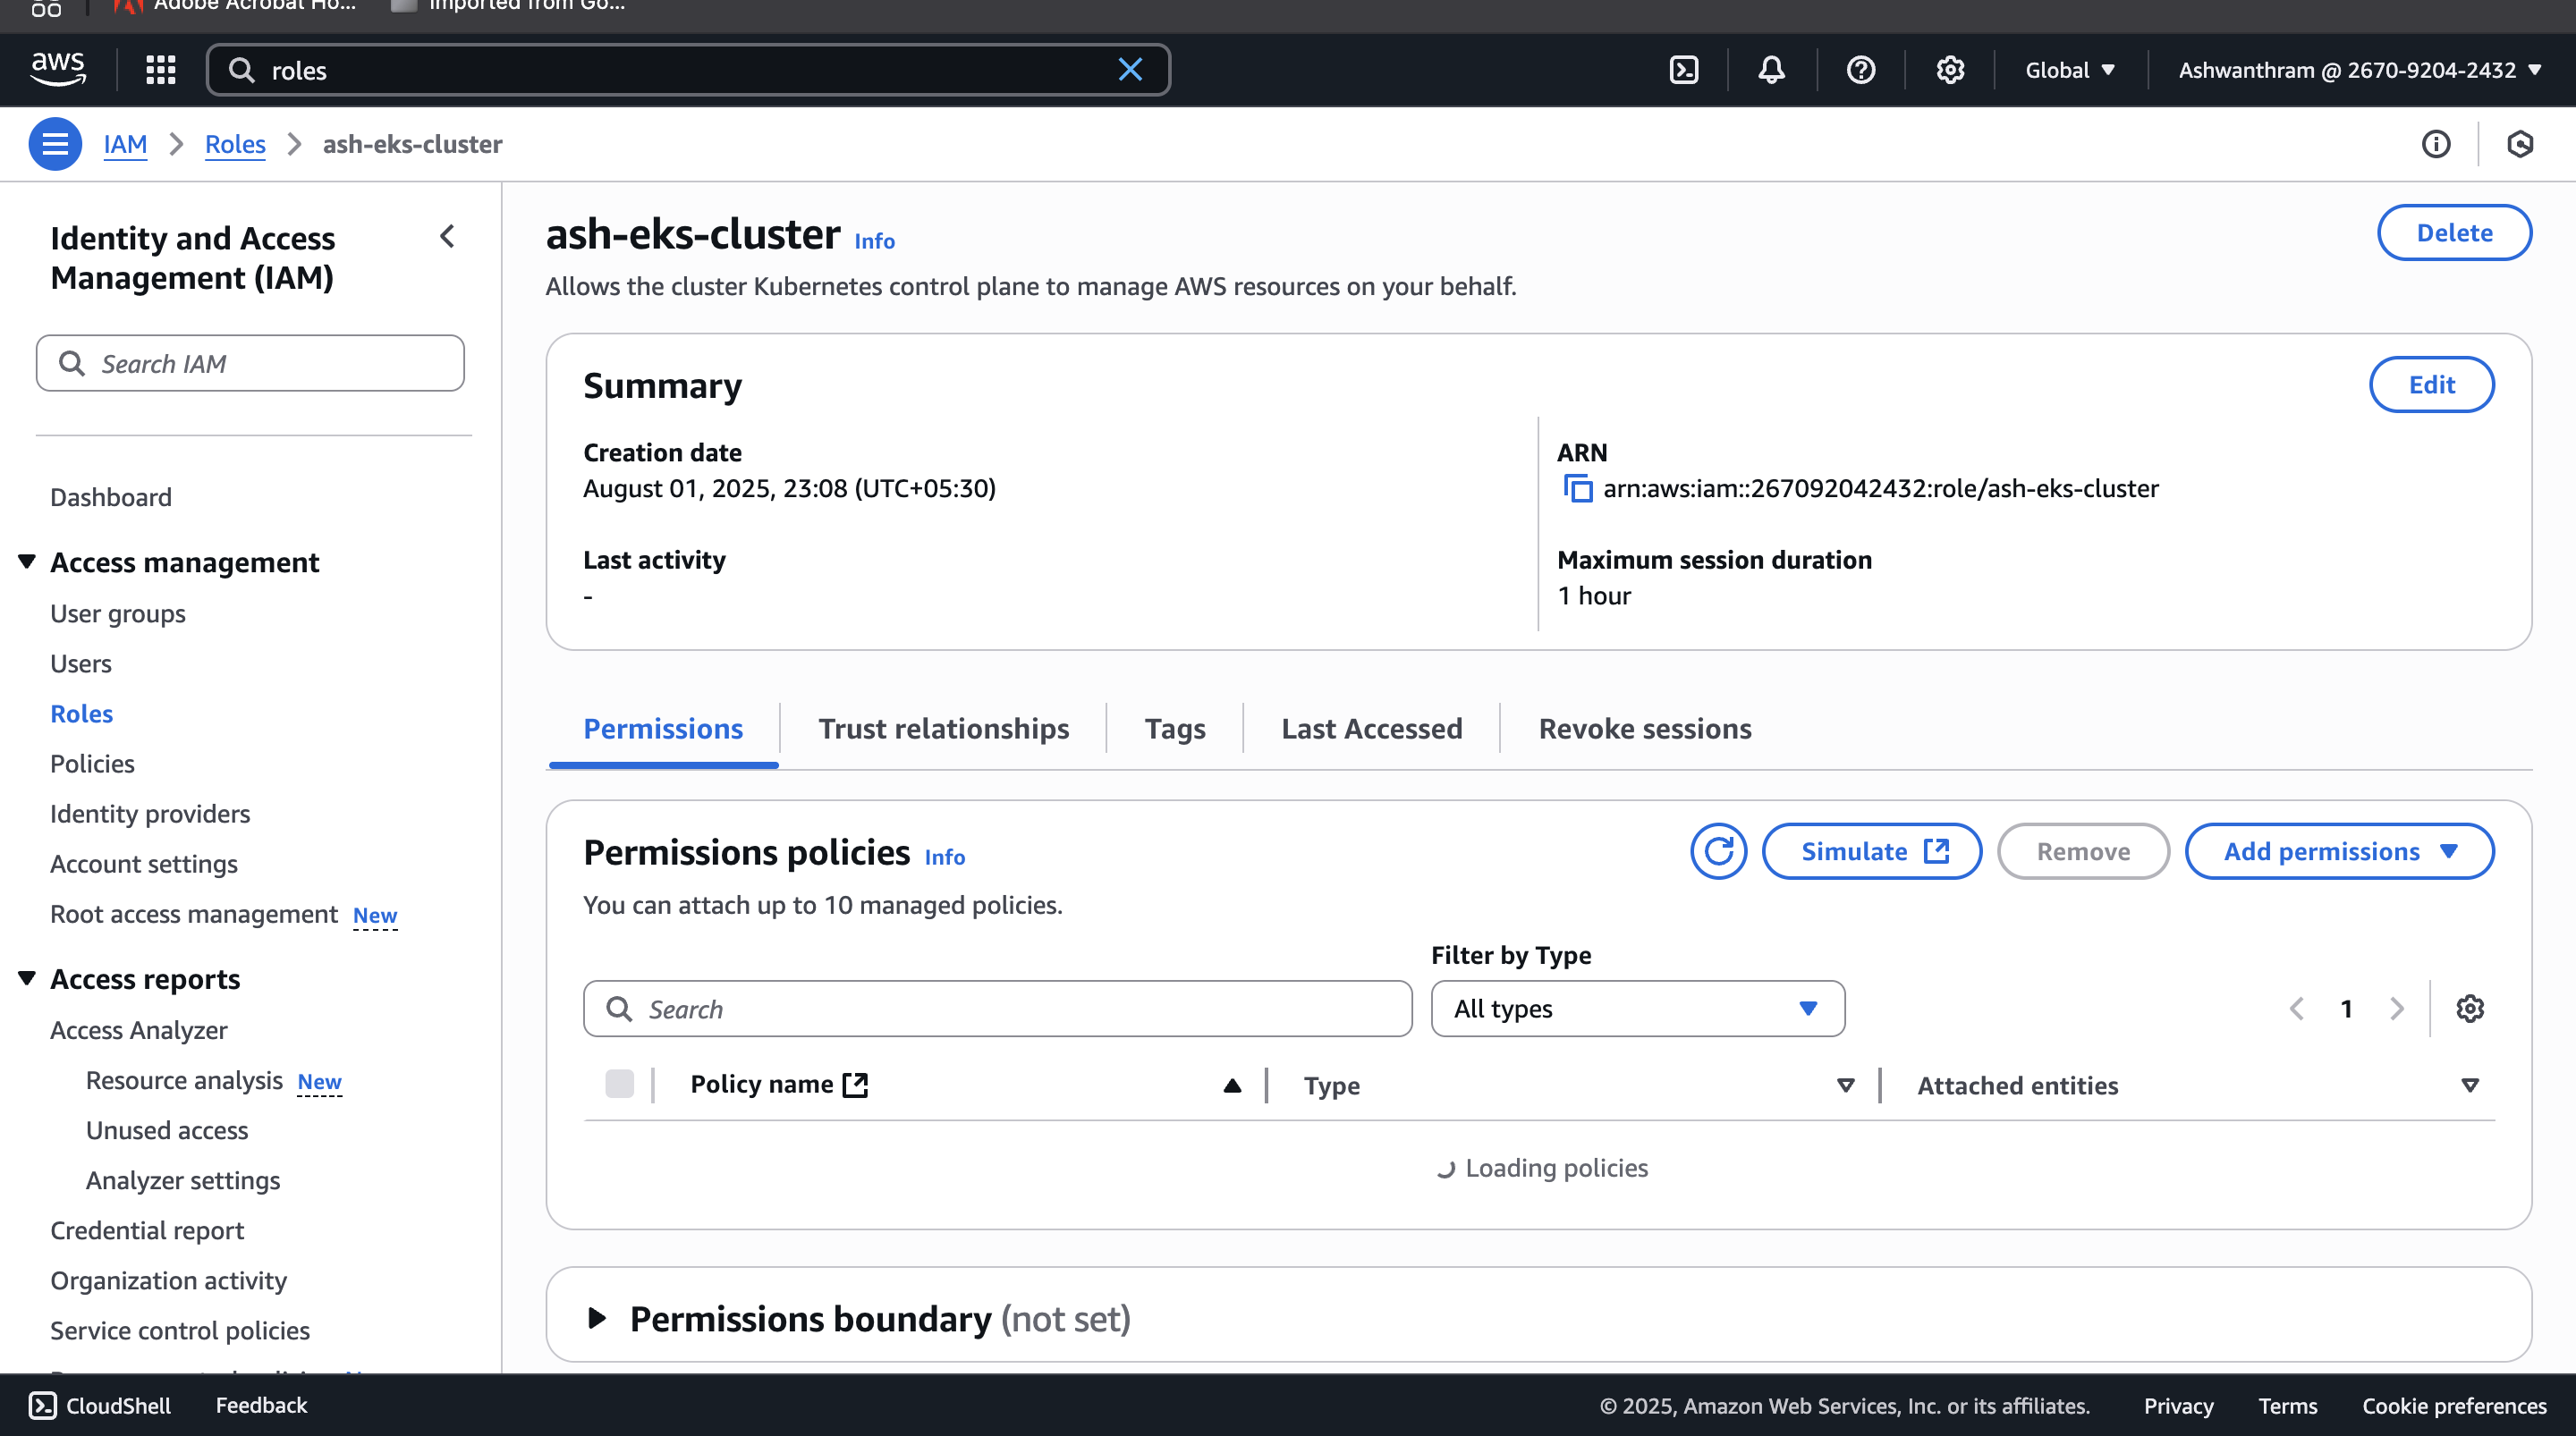 Adobe Acrobat Ho...
Imported from Go...
aws
roles
Global
Ashwanthram @ 2670-9204-2432
IAM
Roles
ash-eks-cluster
Identity and Access
Management (IAM)
Search IAM
Dashboard
Access management
User groups
Users
Roles
Policies
Identity providers
Account settings
Root access management New
Access reports
Access Analyzer
Resource analysis New
Unused access
Analyzer settings
Credential report
Organization activity
Service control policies
ash-eks-cluster Info
Delete
Allows the cluster Kubernetes control plane to manage AWS resources on your behalf.
Summary
Edit
Creation date
August 01, 2025, 23:08 (UTC+05:30)
ARN
arn:aws:iam::267092042432:role/ash-eks-cluster
Last activity
-
Maximum session duration
1 hour
Permissions
Trust relationships
Tags
Last Accessed
Revoke sessions
Permissions policies Info
Simulate
Remove
Add permissions
You can attach up to 10 managed policies.
Filter by Type
Search
All types
1
Policy name
Type
Attached entities
Loading policies
Permissions boundary (not set)
CloudShell
Feedback
© 2025, Amazon Web Services, Inc. or its affiliates.
Privacy
Terms
Cookie preferences